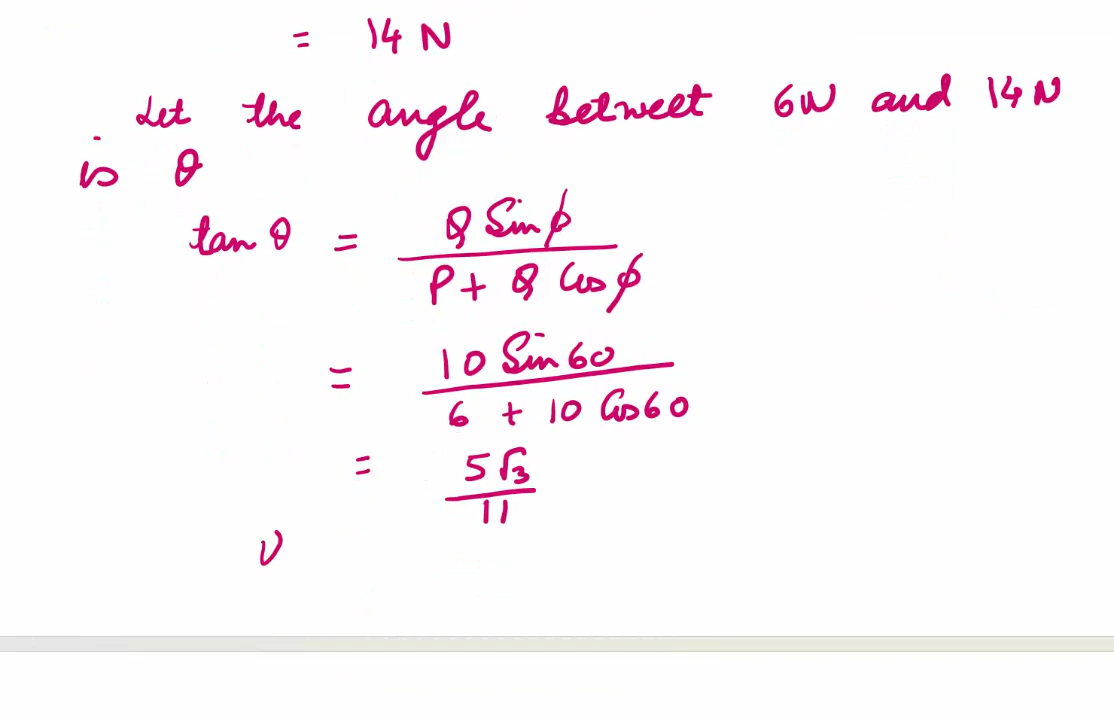 = 14 N
Let the angle betweet 6N and 14 N
is θ
tan θ = Q Sin ϕ / P + Q Cos ϕ
= 10 Sin 60 / 6 + 10 Cos 60
= 5 √3 / 11